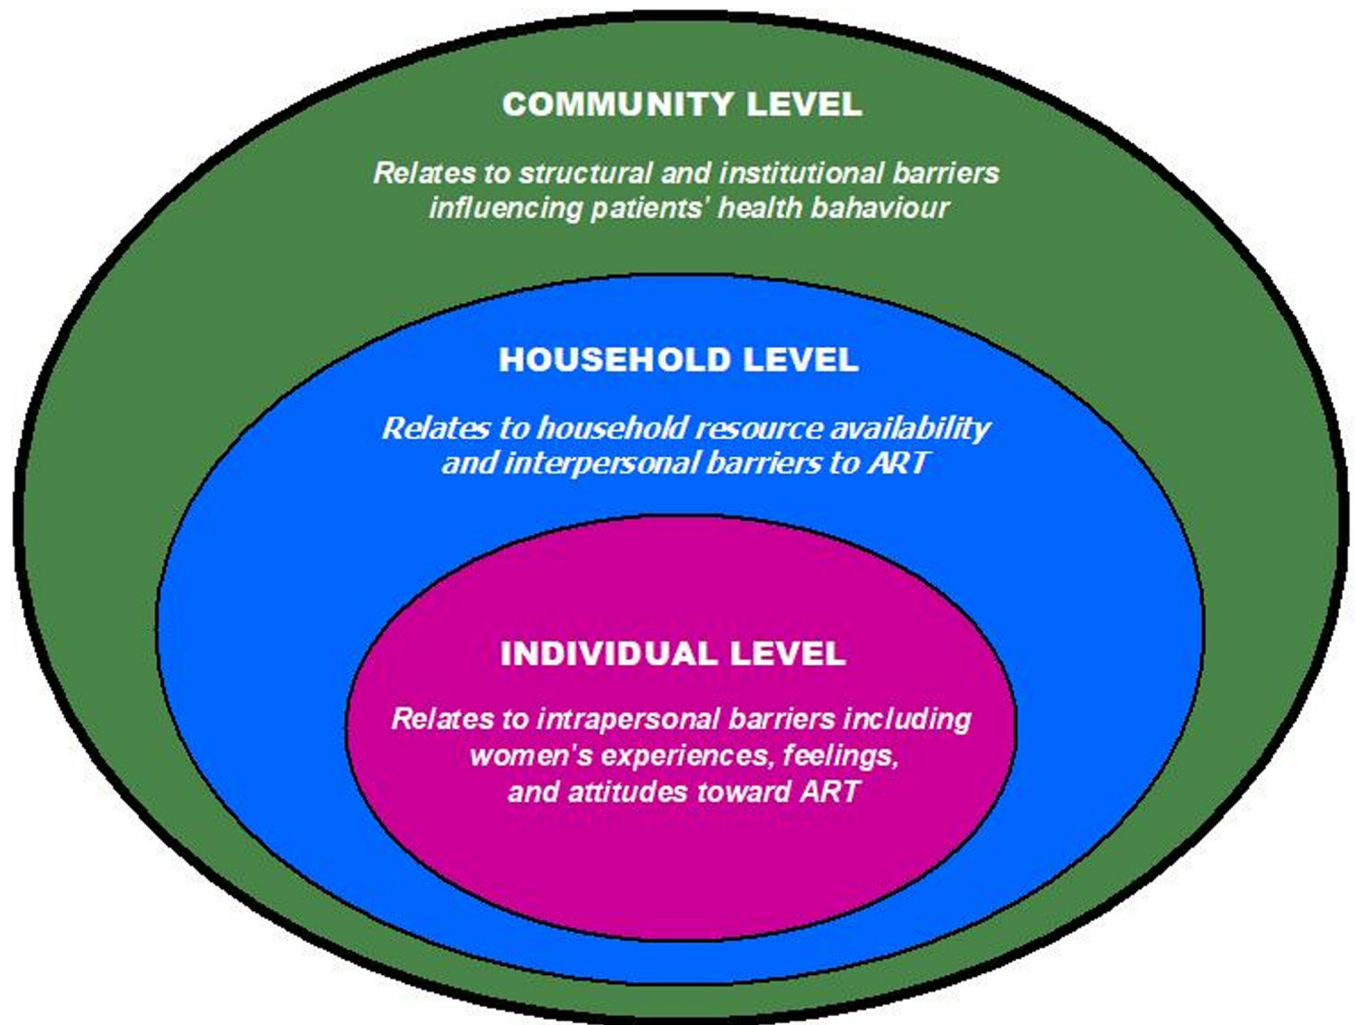 COMMUNITY LEVEL
Relates to structural and institutional barriers
influencing patients' health bahaviour
HOUSEHOLD LEVEL
Relates to household resource availability
and interpersonal barriers to ART
INDIVIDUAL LEVEL
Relates to intrapersonal barriers including
women's experiences, feelings,
and attitudes toward ART